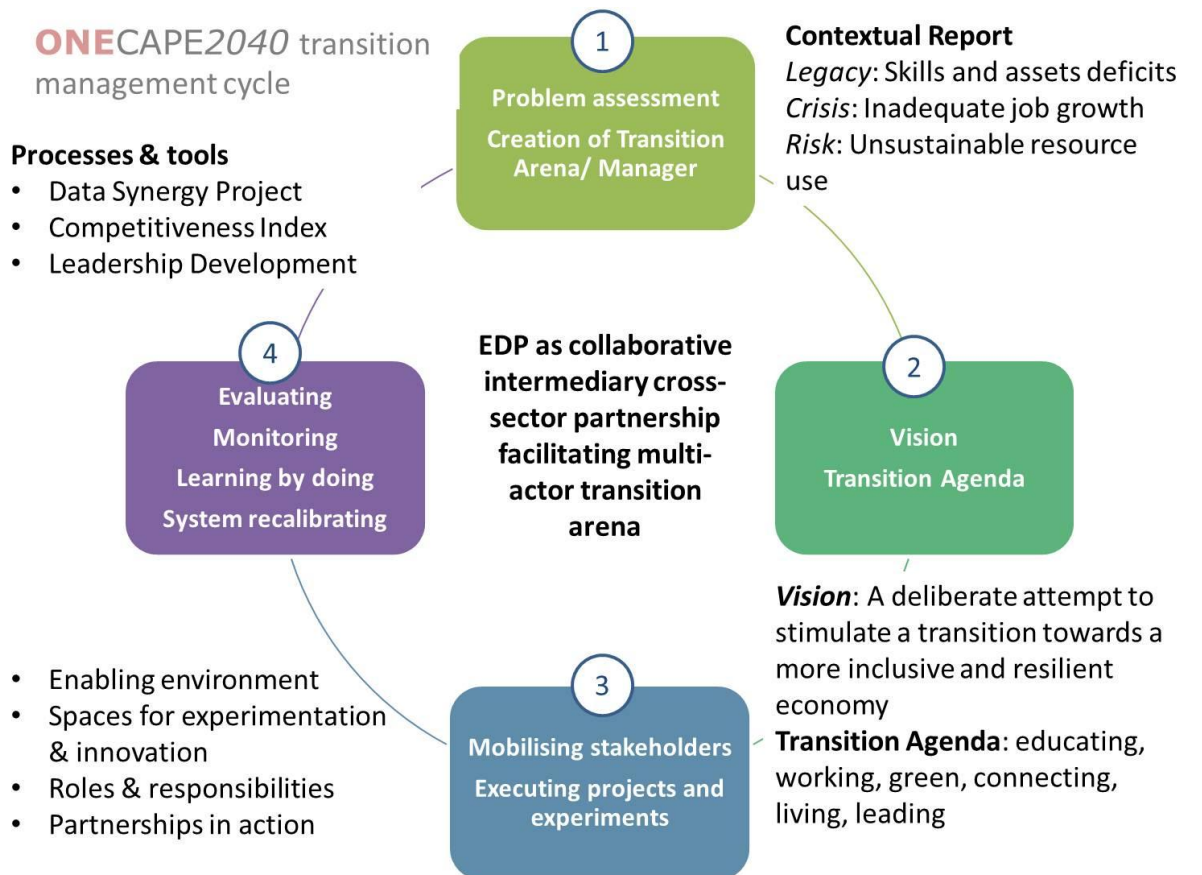 ONECAPE2040 transition
management cycle
1
Problem assessment
Creation of Transition
Arena/ Manager
Contextual Report
Legacy: Skills and assets deficits
Crisis: Inadequate job growth
Risk: Unsustainable resource
use
Processes & tools
• Data Synergy Project
• Competitiveness Index
• Leadership Development
4
Evaluating
Monitoring
Learning by doing
System recalibrating
EDP as collaborative
intermediary cross-
sector partnership
facilitating multi-
actor transition
arena
2
Vision
Transition Agenda
Vision: A deliberate attempt to
stimulate a transition towards a
more inclusive and resilient
economy
Transition Agenda: educating,
working, green, connecting,
living, leading
3
Mobilising stakeholders
Executing projects and
experiments
• Enabling environment
• Spaces for experimentation
& innovation
• Roles & responsibilities
• Partnerships in action